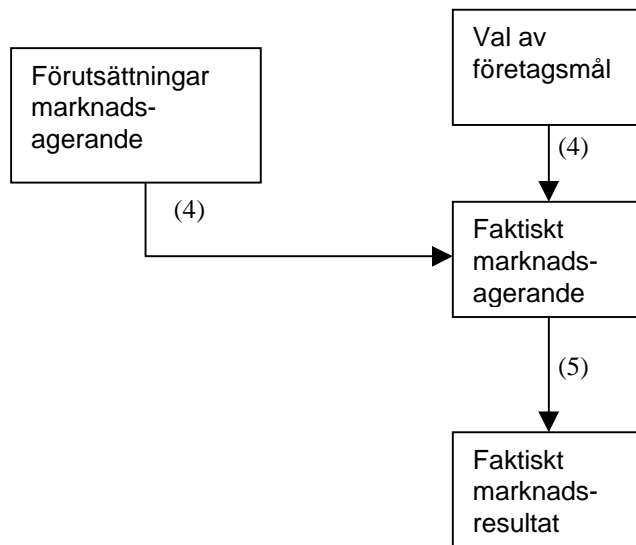 Förutsättningar
marknads-
agerande
(4)
Val av
företagsmål
(4)
Faktiskt
marknads-
agerande
(5)
Faktiskt
marknads-
resultat